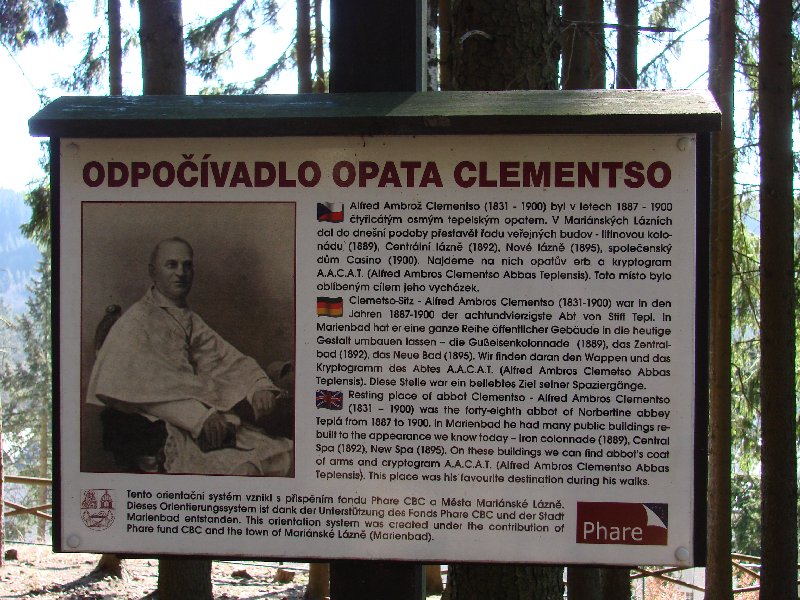 ODPOČÍVADLO OPATA CLEMENTSO
Alfred Ambrož Clementso (1831 - 1900) byl v letech 1887 - 1900
čtyřicátým osmým tepelským opatem. V Mariánských Lázních
dal do dnešní podoby přestavět řadu veřejných budov - litinovou kolo-
nádu (1889), Centrální lázně (1892), Nové lázně (1895), společenský
dům Casino (1900). Najdeme na nich opatův erb a kryptogram
A.A.C.A.T. (Alfred Ambros Clementso Abbas Teplensis). Toto místo bylo
oblíbeným cílem jeho vycházek.
Clemetso-Sitz - Alfred Ambros Clementso (1831-1900) war in den
Jahren 1887-1900 der achtundvierzigste Abt von Stift Tepl. In
Marienbad hat er eine ganze Reihe öffentlicher Gebäude in die heutige
Gestalt umbauen lassen – die Gußeisenkolonnade (1889), das Zentral-
bad (1892), das Neue Bad (1895). Wir finden daran den Wappen und das
Kryptogramm des Abtes A.A.C.A.T. (Alfred Ambros Clemetso Abbas
Teplensis). Diese Stelle war ein beliebtes Ziel seiner Spaziergänge.
Resting place of abbot Clementso - Alfred Ambros Clementso
(1831 – 1900) was the forty-eighth abbot of Norbertine abbey
Teplá from 1887 to 1900. In Marienbad he had many public buildings re-
built to the appearance we know today – Iron colonnade (1889), Central
Spa (1892), New Spa (1895). On these buildings we can find abbot's coat
of arms and cryptogram A.A.C.A.T. (Alfred Ambros Clementso Abbas
Teplensis). This place was his favourite destination during his walks.
Tento orientační systém vznikl s přispěním fondu Phare CBC a Města Mariánské Lázně.
Dieses Orientierungssystem ist dank der Unterstützung des Fonds Phare CBC und der Stadt
Marienbad entstanden. This orientation system was created under the contribution of
Phare fund CBC and the town of Mariánské Lázně (Marienbad).
Phare